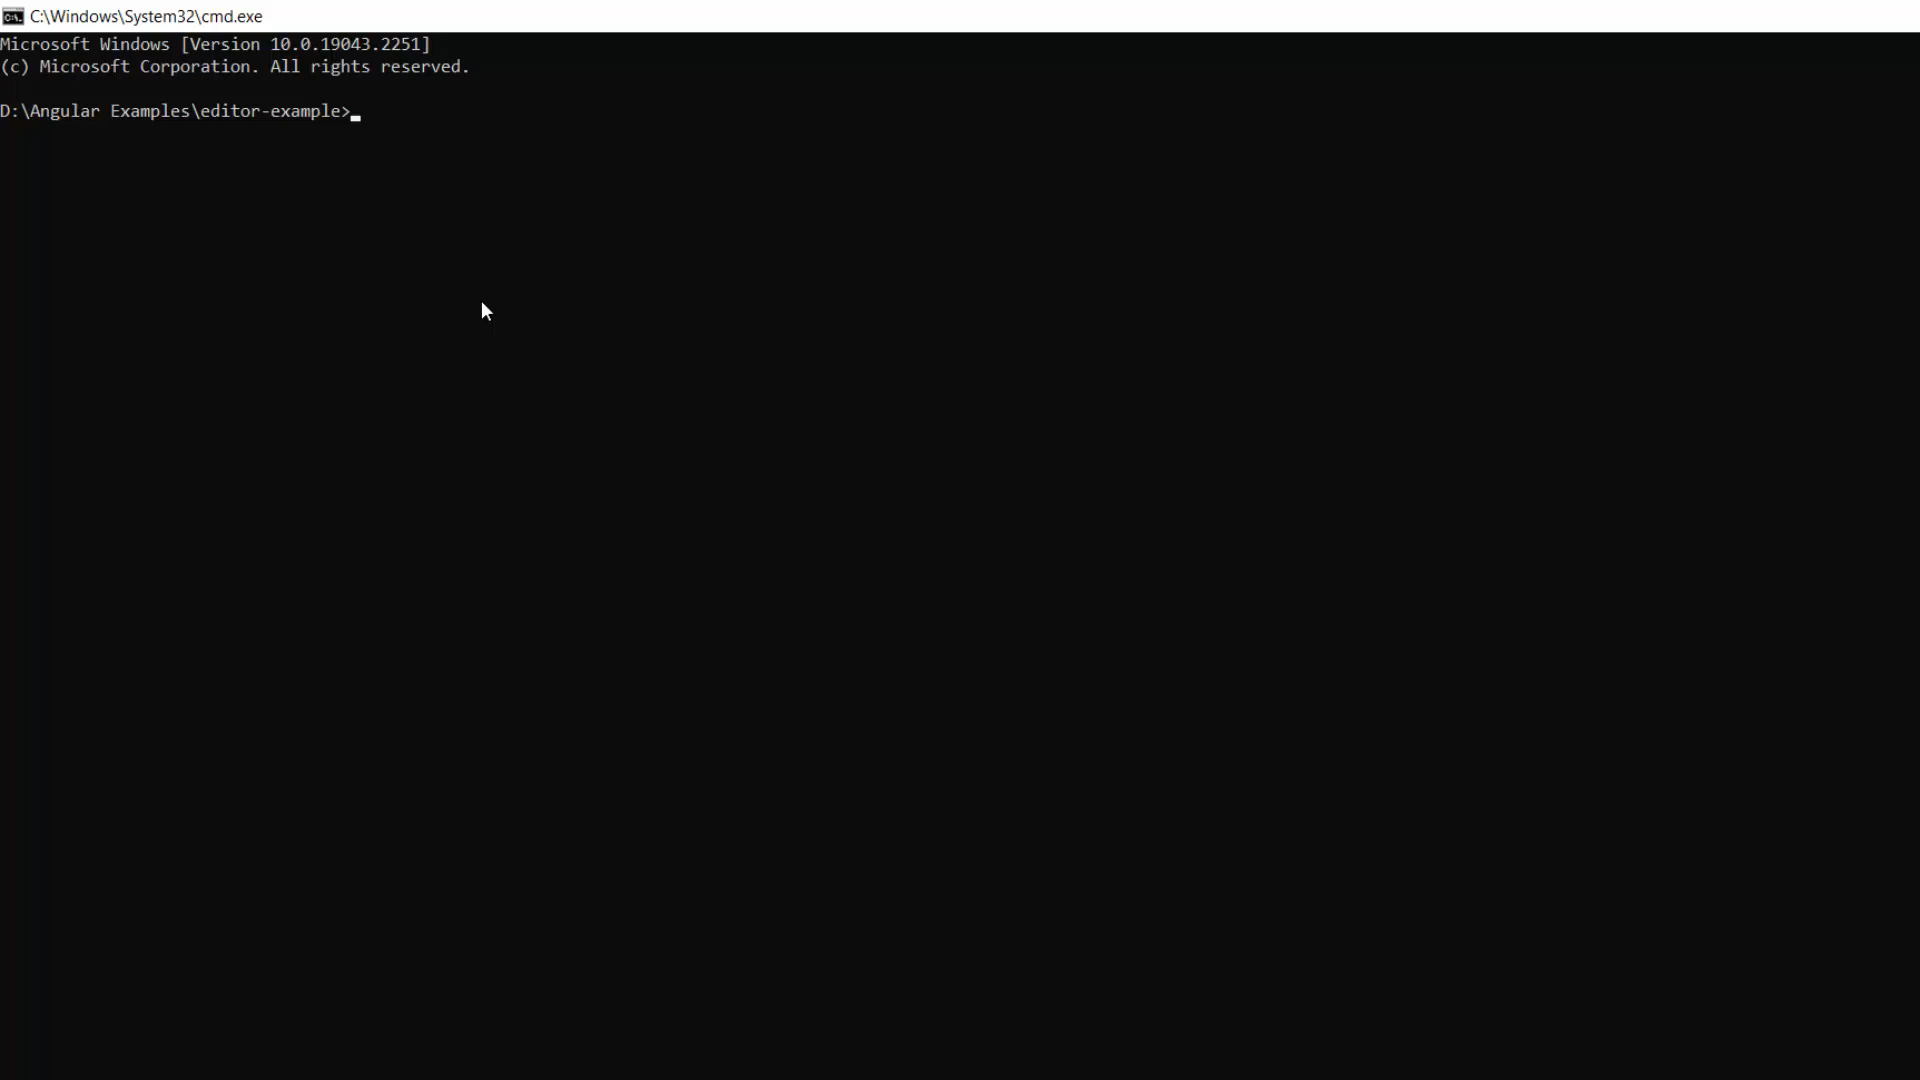 C:\Windows\System32\cmd.exe
Microsoft Windows [Version 10.0.19043.2251]
(c) Microsoft Corporation. All rights reserved.
D:\Angular Examples\editor-example>